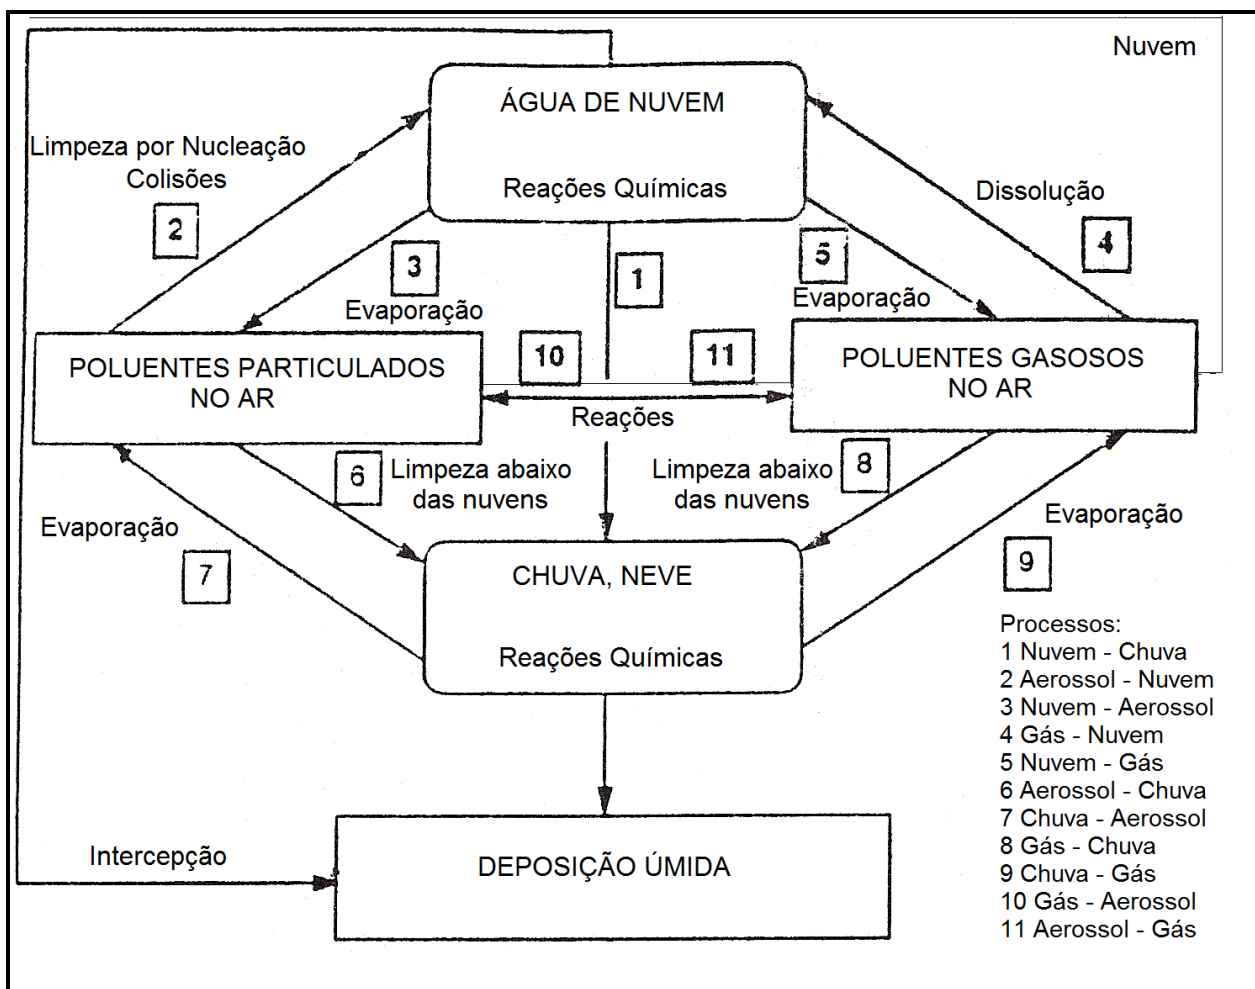 Nuvem
ÁGUA DE NUVEM
Reações Químicas
Limpeza por Nucleação
Colisões
2
Dissolução
4
3
Evaporação
1
5
Evaporação
POLUENTES PARTICULADOS
NO AR
10
11
Reações
POLUENTES GASOSOS
NO AR
6
Limpeza abaixo
das nuvens
Limpeza abaixo
das nuvens
8
Evaporação
7
Evaporação
9
CHUVA, NEVE
Reações Químicas
Processos:
1 Nuvem - Chuva
2 Aerossol - Nuvem
3 Nuvem - Aerossol
4 Gás - Nuvem
5 Nuvem - Gás
6 Aerossol - Chuva
7 Chuva - Aerossol
8 Gás - Chuva
9 Chuva - Gás
10 Gás - Aerossol
11 Aerossol - Gás
Intercepção
DEPOSIÇÃO ÚMIDA